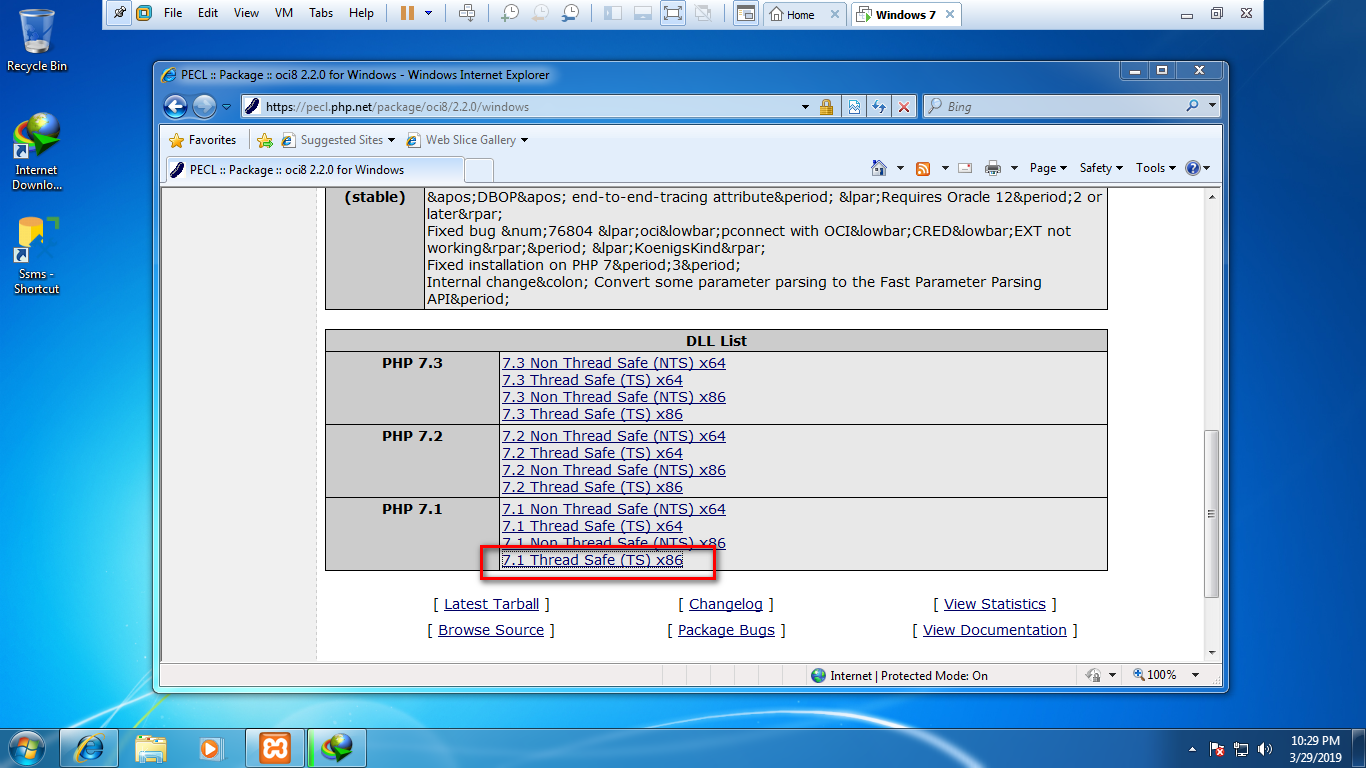 File Edit View VM Tabs Help Home Windows 7
Recycle Bin
PECL :: Package :: oci8 2.2.0 for Windows - Windows Internet Explorer
https://pecl.php.net/package/oci8/2.2.0/windows Bing
Favorites Suggested Sites Web Slice Gallery
PECL :: Package :: oci8 2.2.0 for Windows Page Safety Tools
Internet
Downlo...
Ssms -
Shortcut
(stable) &apos;DBOP&apos; end-to-end-tracing attribute&period; &lpar;Requires Oracle 12&period;2 or
later&rpar;
Fixed bug &num;76804 &lpar;oci&lowbar;pconnect with OCI&lowbar;CRED&lowbar;EXT not
working&rpar;&period; &lpar;KoenigsKind&rpar;
Fixed installation on PHP 7&period;3&period;
Internal change&colon; Convert some parameter parsing to the Fast Parameter Parsing
API&period;
DLL List
PHP 7.3 7.3 Non Thread Safe (NTS) x64
7.3 Thread Safe (TS) x64
7.3 Non Thread Safe (NTS) x86
7.3 Thread Safe (TS) x86
PHP 7.2 7.2 Non Thread Safe (NTS) x64
7.2 Thread Safe (TS) x64
7.2 Non Thread Safe (NTS) x86
7.2 Thread Safe (TS) x86
PHP 7.1 7.1 Non Thread Safe (NTS) x64
7.1 Thread Safe (TS) x64
7.1 Non Thread Safe (NTS) x86
7.1 Thread Safe (TS) x86
[ Latest Tarball ] [ Changelog ] [ View Statistics ]
[ Browse Source ] [ Package Bugs ] [ View Documentation ]
Internet | Protected Mode: On 100%
10:29 PM
3/29/2019